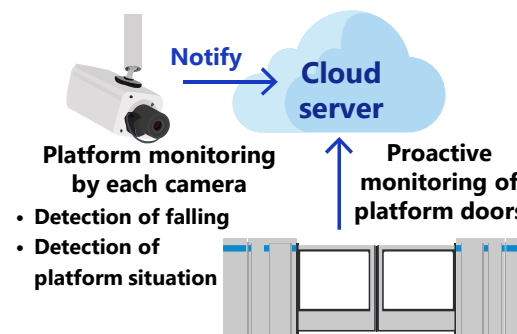 Notify
Cloud
server
Platform monitoring
by each camera
• Detection of falling
• Detection of
platform situation
Proactive
monitoring of
platform doors